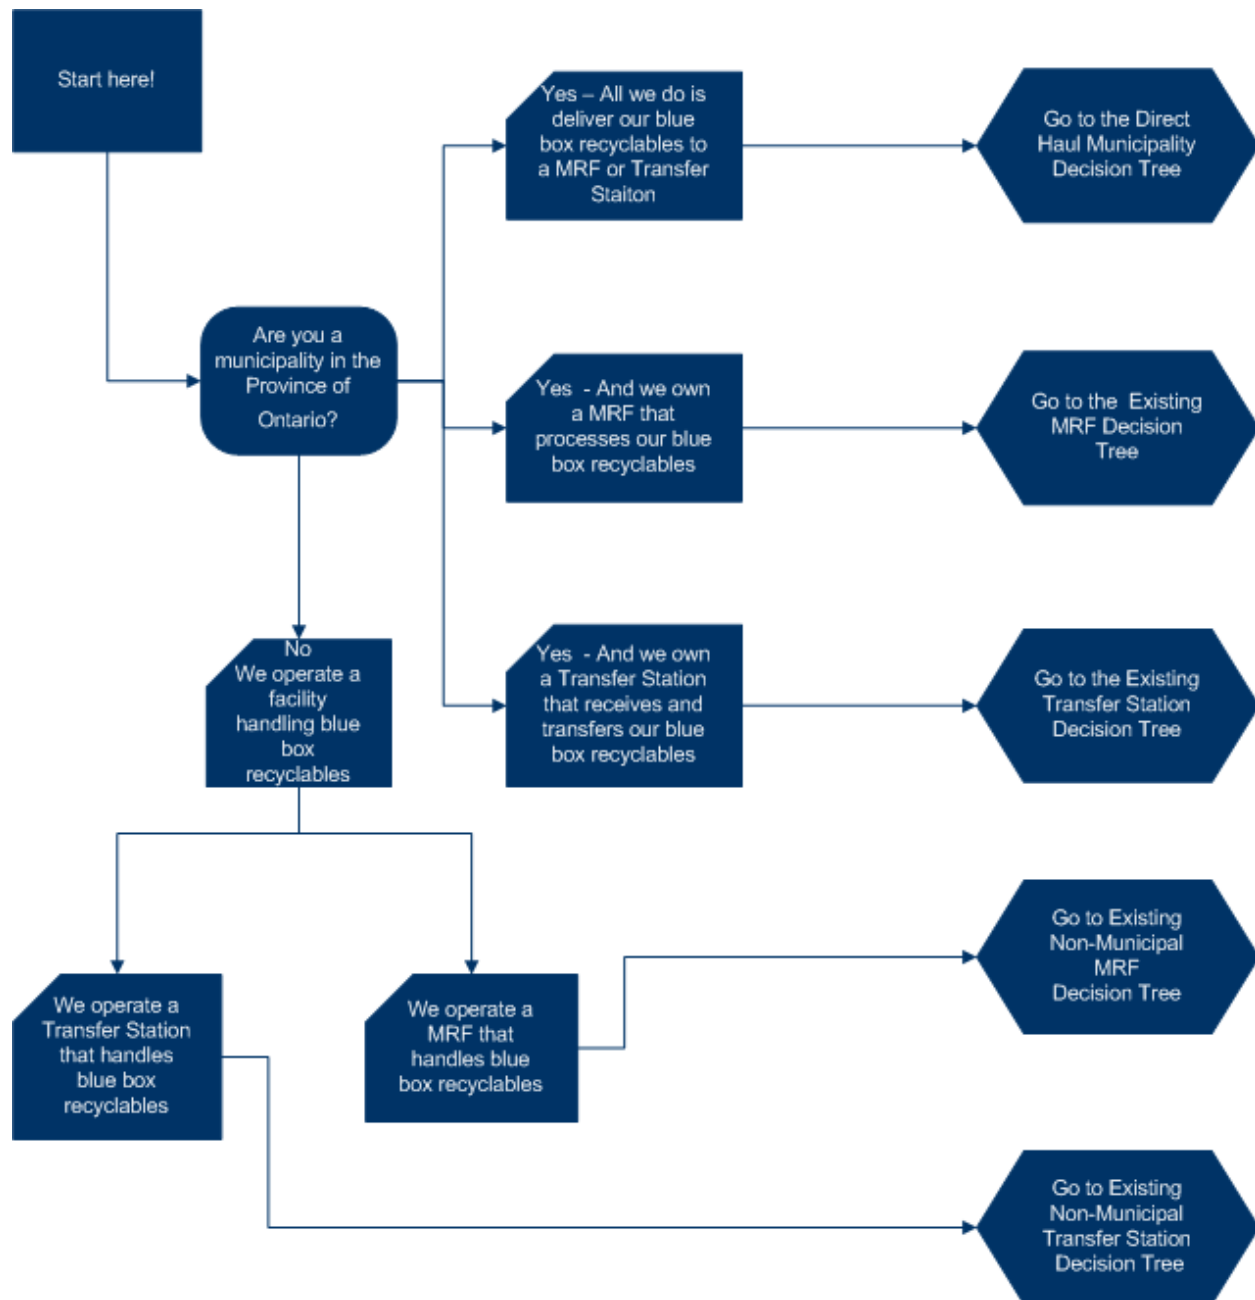 Start here!
Yes – All we do is
deliver our blue
box recyclables to
a MRF or Transfer
Staiton
Go to the Direct
Haul Municipality
Decision Tree
Are you a
municipality in the
Province of
Ontario?
Yes  - And we own
a MRF that
processes our blue
box recyclables
Go to the  Existing
MRF Decision
Tree
No
We operate a
facility
handling blue
box
recyclables
Yes  - And we own
a Transfer Station
that receives and
transfers our blue
box recyclables
Go to the Existing
Transfer Station
Decision Tree
We operate a
Transfer Station
that handles
blue box
recyclables
We operate a
MRF that
handles blue
box recyclables
Go to Existing
Non-Municipal
MRF
Decision Tree
Go to Existing
Non-Municipal
Transfer Station
Decision Tree